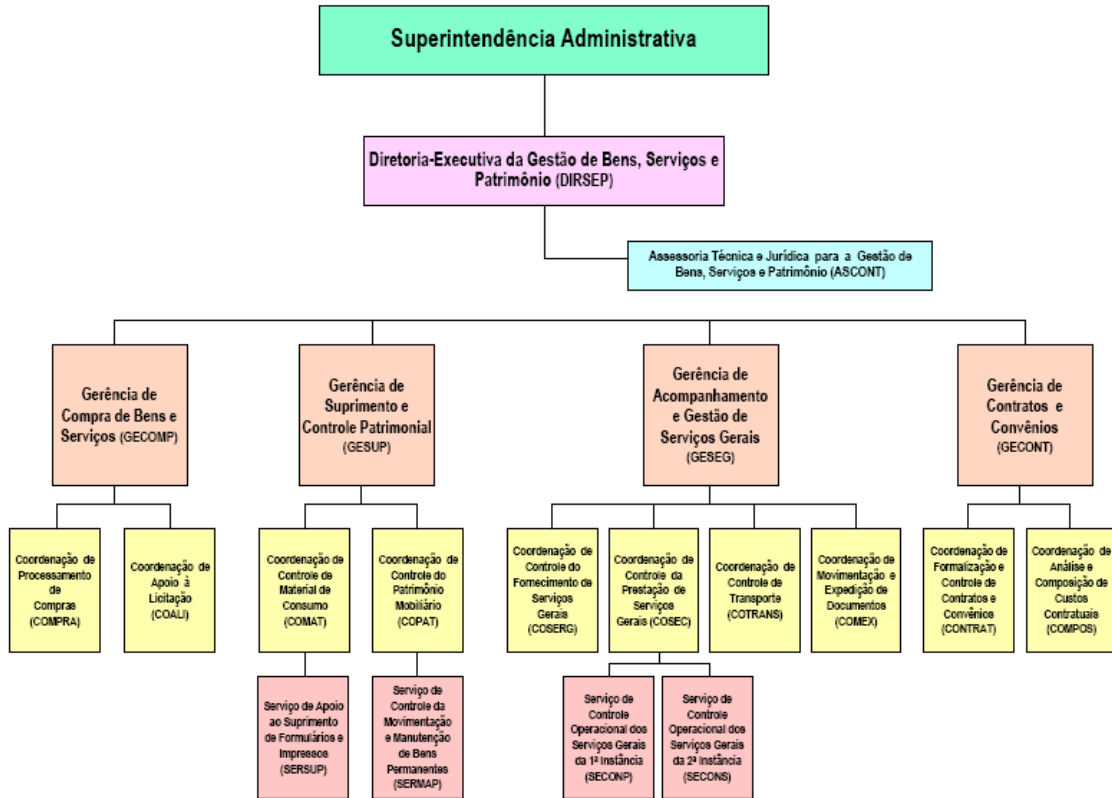 Superintendência Administrativa
Diretoria-Executiva da Gestão de Bens, Serviços e
Patrimônio (DIRSEP)
Assessoria Técnica e Jurídica para a Gestão de
Bens, Serviços e Patrimônio (ASCONT)
Gerência de
Compra de Bens e
Serviços (GECOMP)
Gerência de
Suprimento e
Controle Patrimonial
(GESUP)
Gerência de
Acompanhamento
e Gestão de
Serviços Gerais
(GESEG)
Gerência de
Contratos e
Convênios
(GECONT)
Coordenação de
Processamento
de
Compras
(COMPRA)
Coordenação de
Apoio à
Licitação
(COALI)
Coordenação de
Controle de
Material de
Consumo
(COMAT)
Coordenação de
Controle do
Patrimônio
Mobiliário
(COPAT)
Coordenação de
Controle do
Fornecimento de
Serviços
Gerais
(COSERG)
Coordenação de
Controle da
Prestação de
Serviços
Gerais (COSEC)
Coordenação
de Controle de
Transporte
(COTRANS)
Coordenação de
Movimentação e
Expedição de
Documentos
(COMEX)
Coordenação de
Formalização e
Controle de
Contratos e
Convênios
(CONTRAT)
Coordenação de
Análise e
Composição de
Custos
Contratuais
(COMPOS)
Serviço de Apoio
ao Suprimento
de Formulários e
Impressos
(SERSUP)
Serviço de
Controle da
Movimentação
e Manutenção
de Bens
Permanentes
(SERMAP)
Serviço de
Controle
Operacional dos
Serviços Gerais
da 1ª Instância
(SECONP)
Serviço de
Controle
Operacional dos
Serviços Gerais
da 2ª Instância
(SECONS)